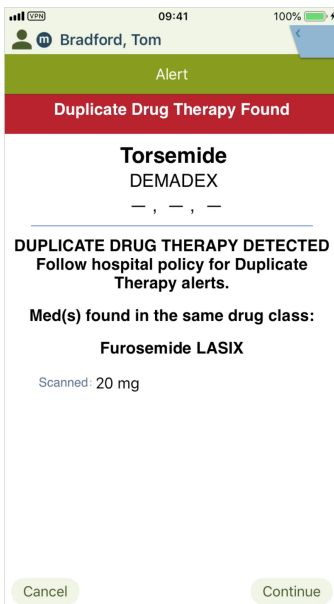 VPN 09:41 100%
m Bradford, Tom
Alert
Duplicate Drug Therapy Found
Torsemide
DEMADEX
— , — , —
DUPLICATE DRUG THERAPY DETECTED
Follow hospital policy for Duplicate
Therapy alerts.
Med(s) found in the same drug class:
Furosemide LASIX
Scanned: 20 mg
Cancel Continue